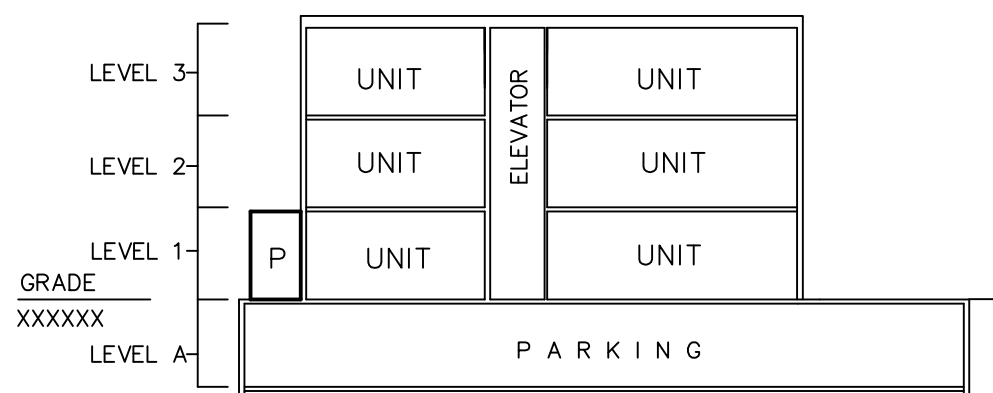 LEVEL 3
UNIT
ELEVATOR
UNIT
LEVEL 2
UNIT
UNIT
LEVEL 1
P
UNIT
UNIT
GRADE
XXXXXX
LEVEL A
PARKING